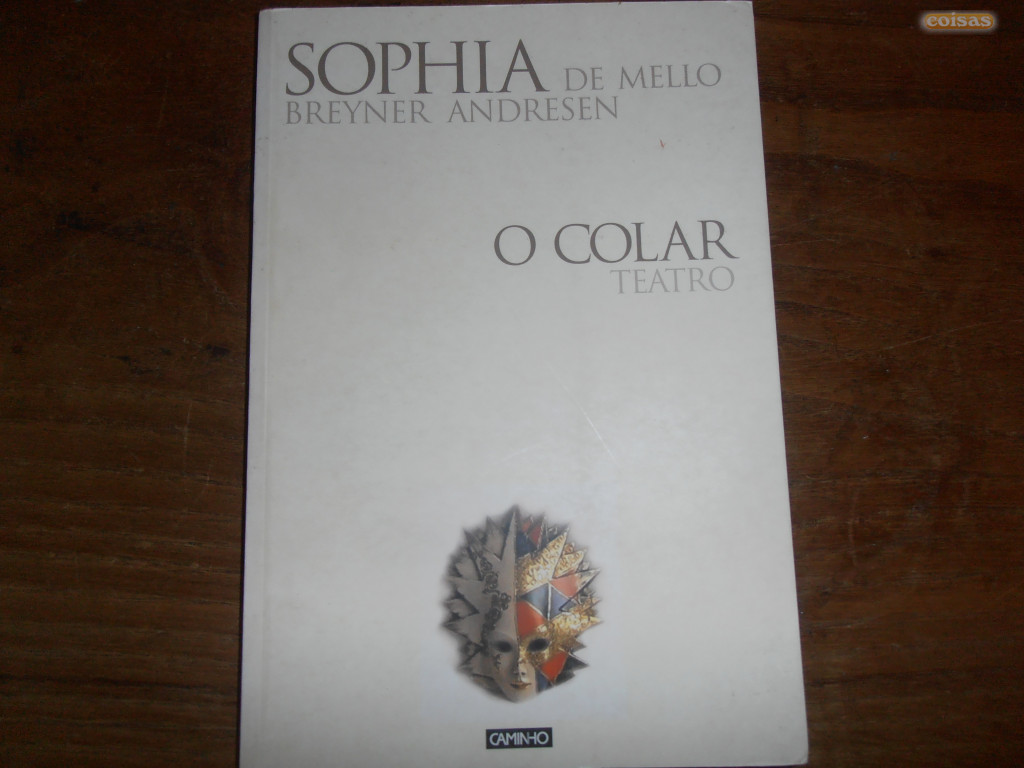 coisas
SOPHIA DE MELLO
BREYNER ANDRESEN
O COLAR
TEATRO
CAMINHO